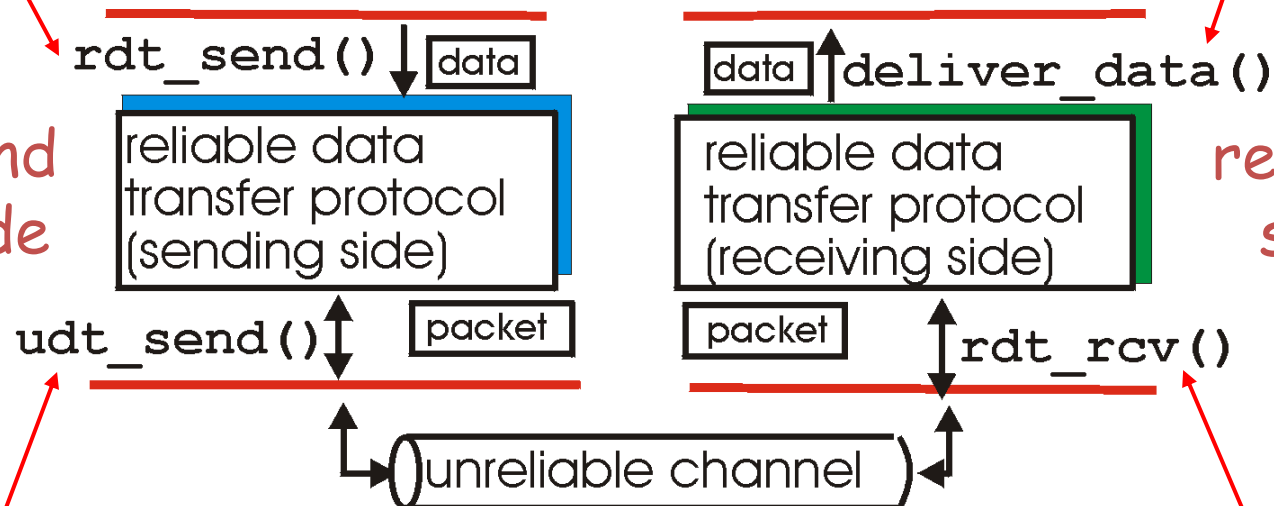 rdt_send()
data
data
deliver_data()
reliable data
transfer protocol
(sending side)
reliable data
transfer protocol
(receiving side)
udt_send()
packet
packet
rdt_rcv()
unreliable channel